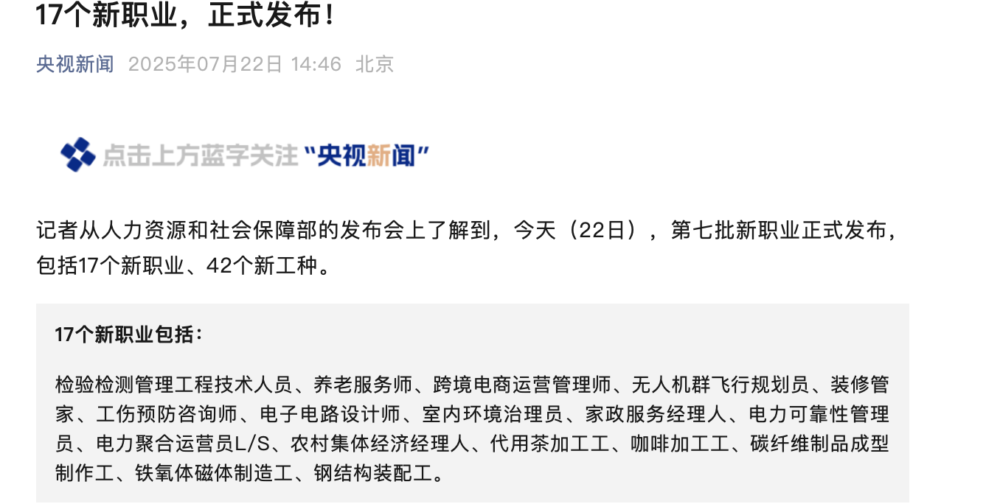 17个新职业，正式发布！
央视新闻 2025年07月22日 14:46 北京
点击上方蓝字关注“央视新闻”
记者从人力资源和社会保障部的发布会上了解到，今天（22日），第七批新职业正式发布，
包括17个新职业、42个新工种。
17个新职业包括：
检验检测管理工程技术人员、养老服务师、跨境电商运营管理师、无人机群飞行规划员、装修管
家、工伤预防咨询师、电子电路设计师、室内环境治理员、家政服务经理人、电力可靠性管理
员、电力聚合运营员L/S、农村集体经济经理人、代用茶加工工、咖啡加工工、碳纤维制品成型
制作工、铁氧体磁体制造工、钢结构装配工。